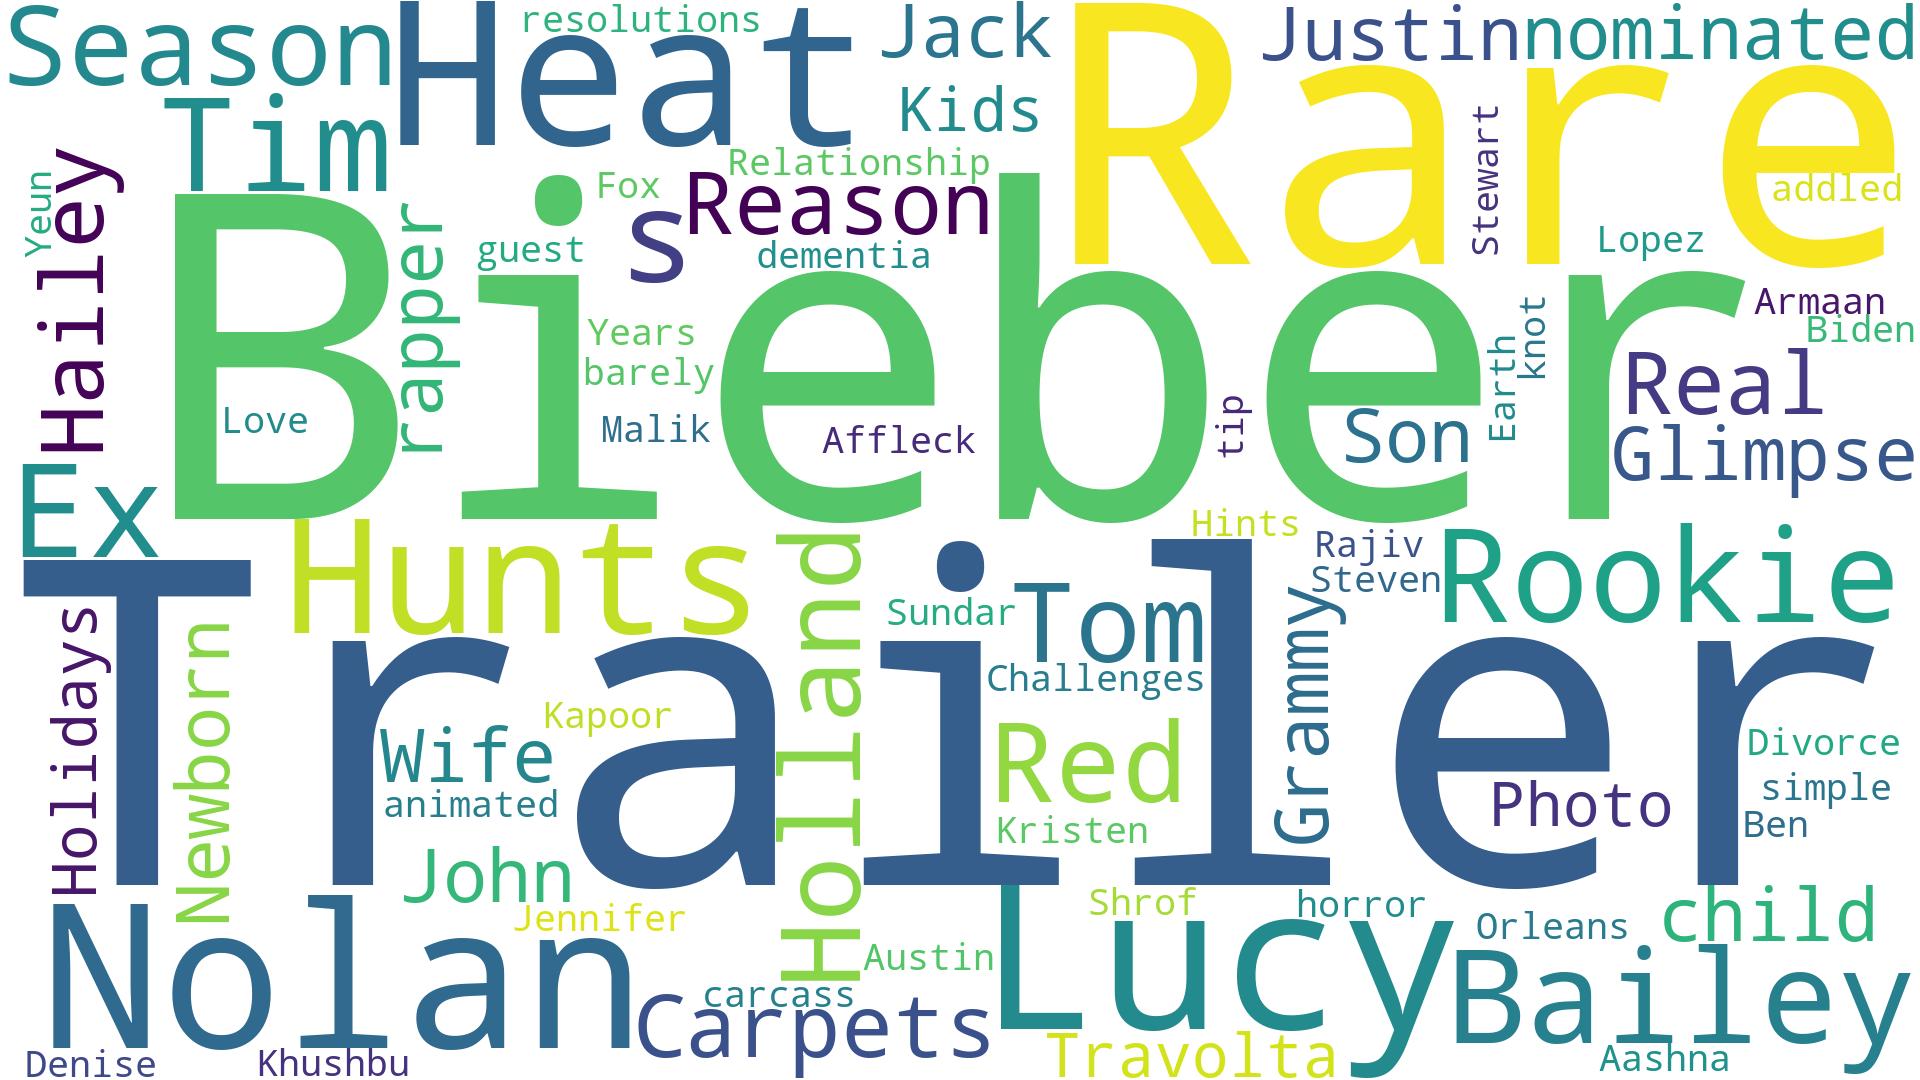 Season
Heat
resolutions
Jack
Rare
Justin
nominated
Tim
Kids
Hailey
Yeun
Relationship
Fox
s
Reason
Stewart
addled
Bieber
rapper
guest
dementia
Lopez
Armaan
Biden
Years
barely
Earth
knot
Real
Love
Malik
Affleck
tip
Son
Glimpse
Ex
Hunts
Holland
Hints
Rajiv
Steven
Rookie
Trailer
Holidays
Newborn
Sundar
Tom
Challenges
Grammy
Kapoor
Wife
animated
Red
Kristen
Photo
Divorce
simple
Ben
John
Jennifer
Nolan
Shrof
horror
Orleans
child
Austin
Lucy
Bailey
carcass
Carpets
Travolta
Denise
Khushbu
Aashna